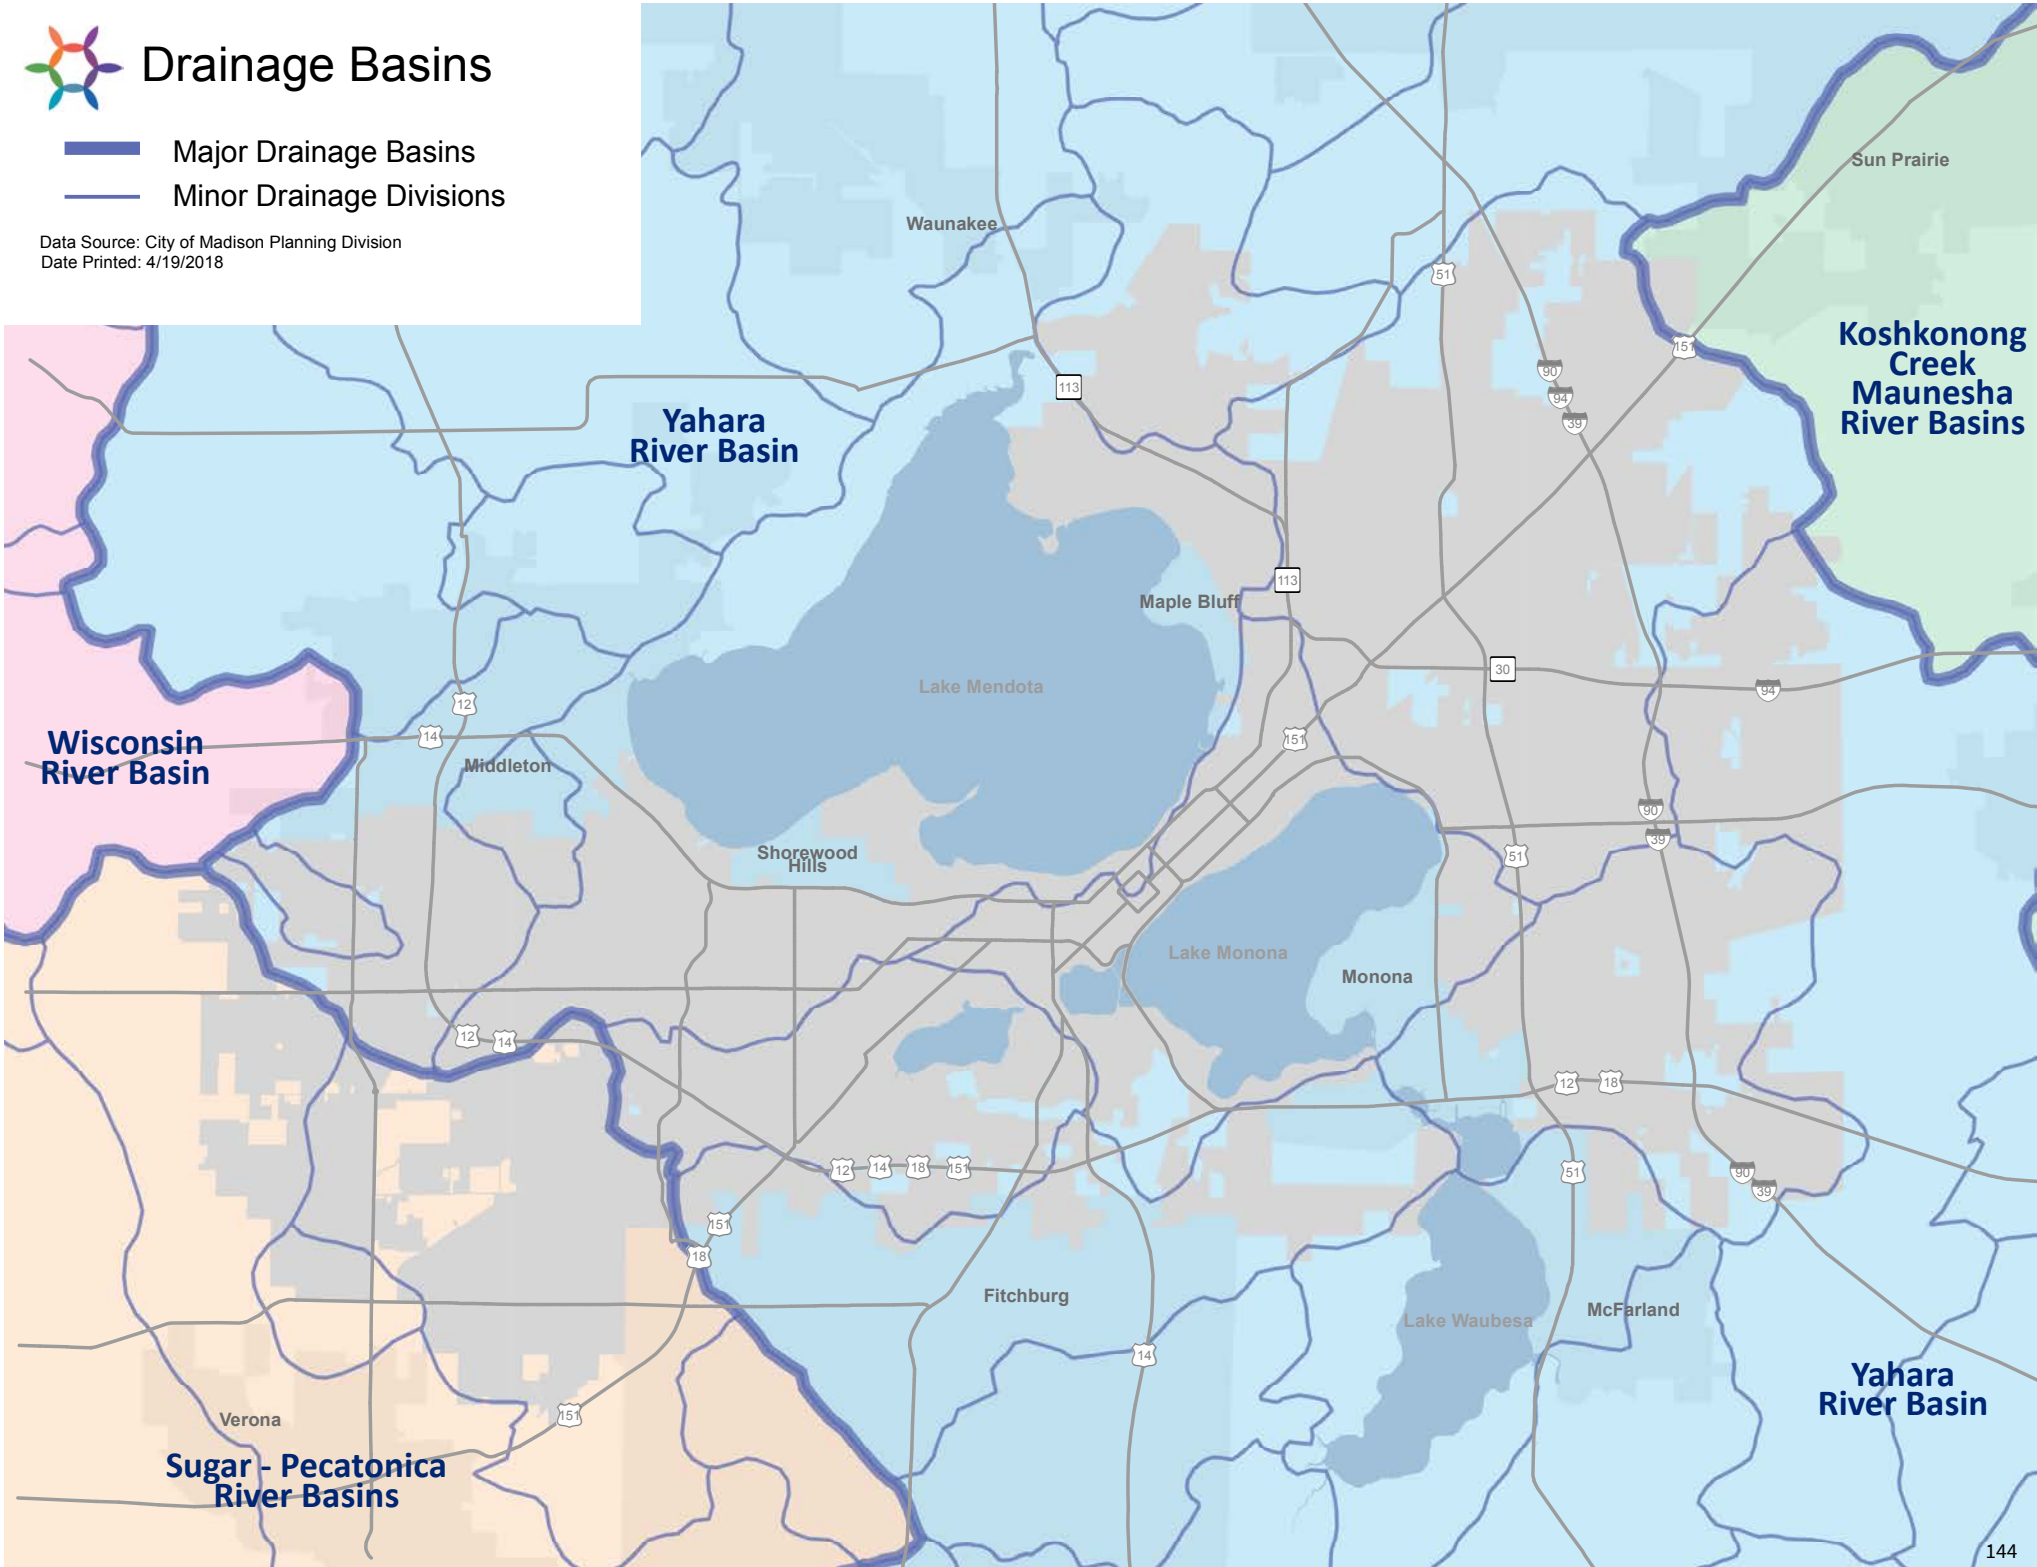 Drainage Basins
Major Drainage Basins
Minor Drainage Divisions
Data Source: City of Madison Planning Division
Date Printed: 4/19/2018
Sun Prairie
Waunakee
51
151
Koshkonong
Creek
Maunesha
River Basins
90
94
39
113
Yahara
River Basin
113
Maple Bluff
30
94
Lake Mendota
12
14
151
Wisconsin
River Basin
Middleton
90
39
51
Shorewood
Hills
Lake Monona
Monona
12
14
12
18
12
14
18
151
51
90
39
151
18
Fitchburg
Lake Waubesa
McFarland
14
Yahara
River Basin
Verona
151
Sugar - Pecatonica
River Basins
144